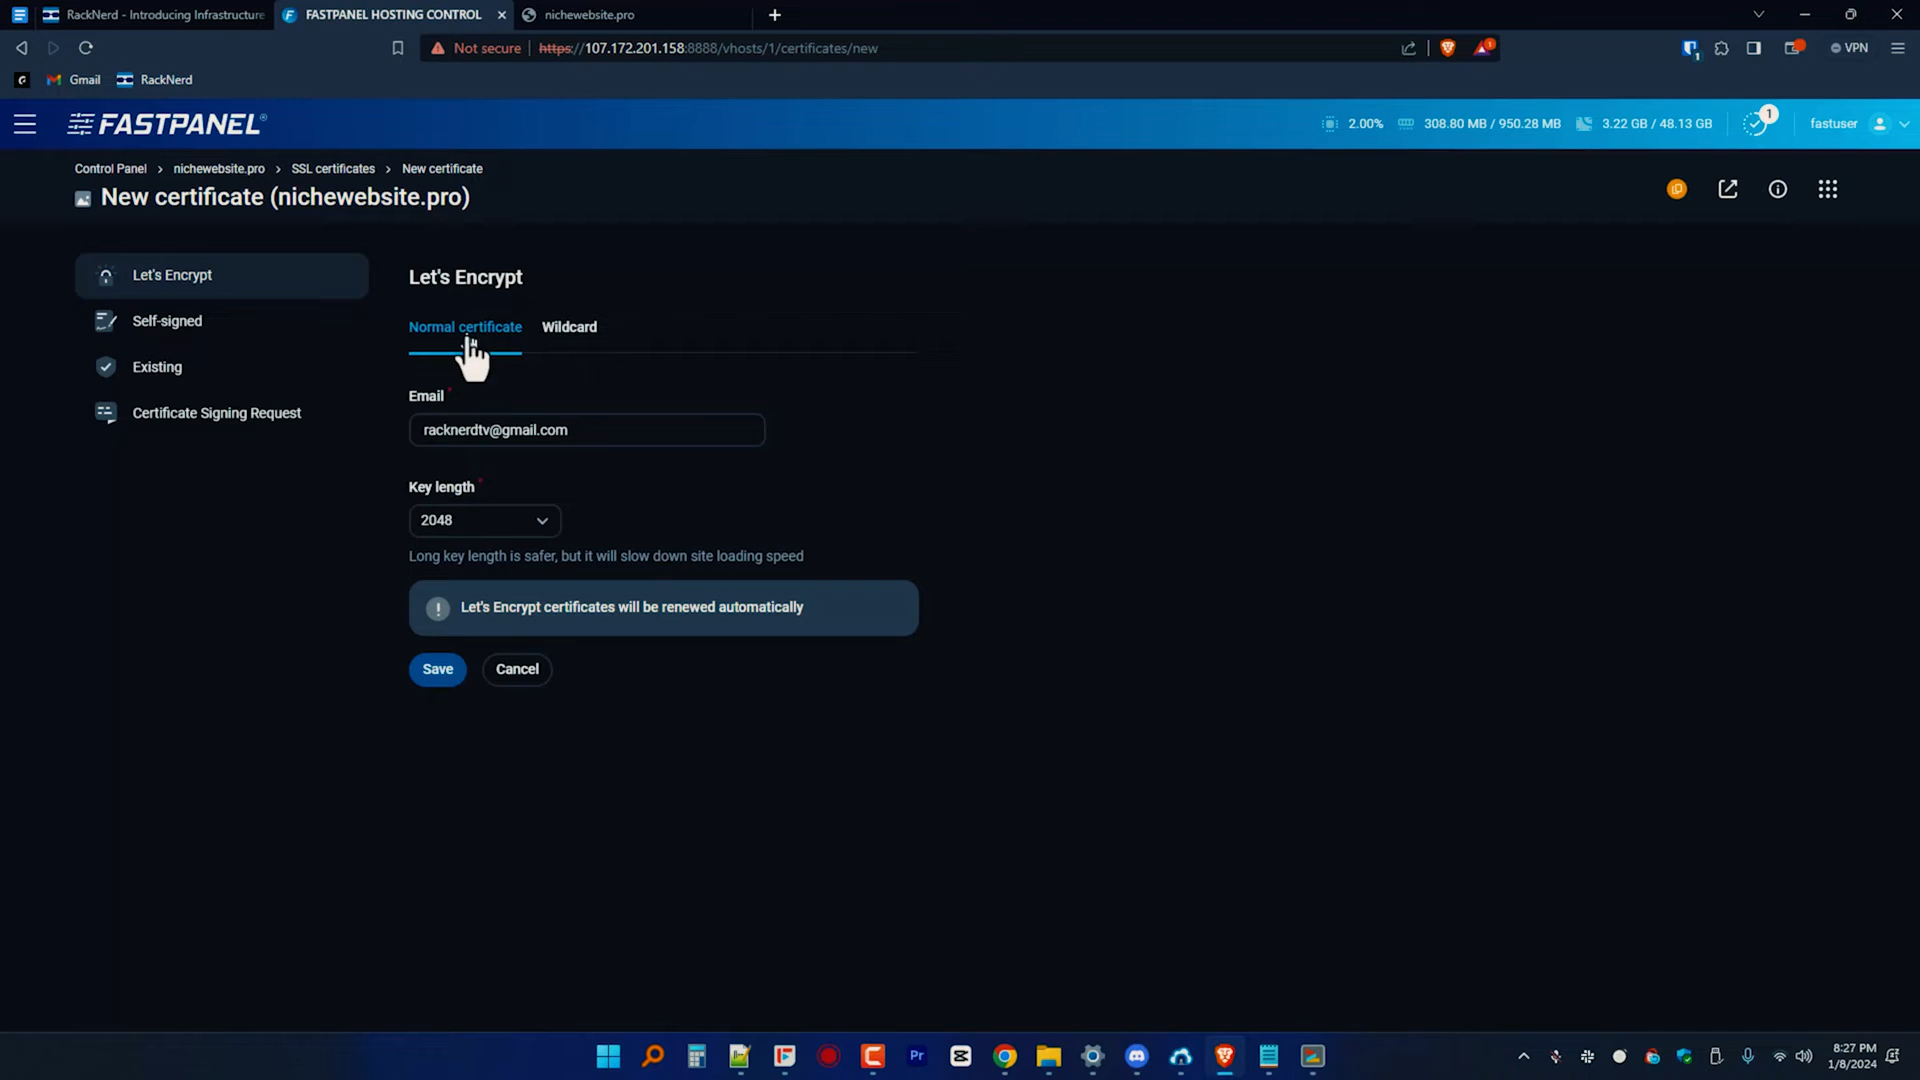 RackNerd - Introducing Infrastructure
FASTPANEL HOSTING CONTROL
nichewebsite.pro
Not secure https://107.172.201.158:8888/vhosts/1/certificates/new
1
1
VPN
G
Gmail
RackNerd
FASTPANEL®
2.00%
308.80 MB / 950.28 MB
3.22 GB / 48.13 GB
1
fastuser
Control Panel > nichewebsite.pro > SSL certificates > New certificate
New certificate (nichewebsite.pro)
Let's Encrypt
Self-signed
Existing
Certificate Signing Request
Let's Encrypt
Normal certificate
Wildcard
Email *
racknerdtv@gmail.com
Key length *
2048
Long key length is safer, but it will slow down site loading speed
! Let's Encrypt certificates will be renewed automatically
Save
Cancel
Pr
8:27 PM
1/8/2024